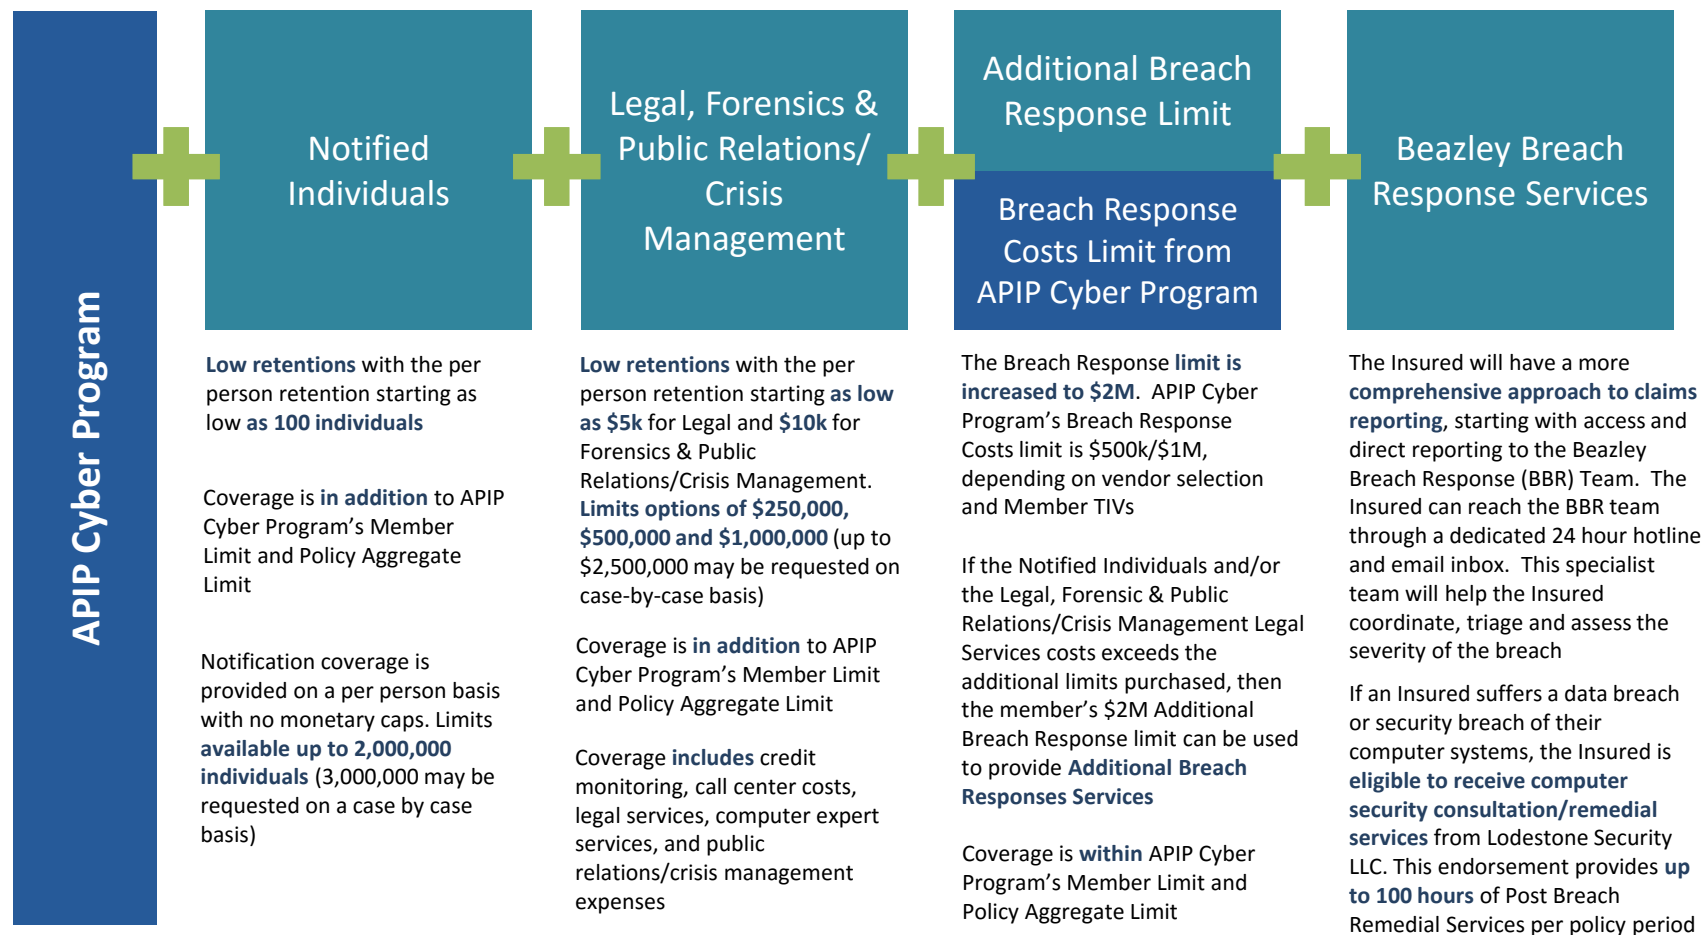 APIP Cyber Program
Notified
Individuals
Low retentions with the per
person retention starting as
low as 100 individuals
Coverage is in addition to APIP
Cyber Program’s Member
Limit and Policy Aggregate
Limit
Notification coverage is
provided on a per person basis
with no monetary caps. Limits
available up to 2,000,000
individuals (3,000,000 may be
requested on a case by case
basis)
Legal, Forensics &
Public Relations/
Crisis
Management
Low retentions with the per
person retention starting as low
as $5k for Legal and $10k for
Forensics & Public
Relations/Crisis Management.
Limits options of $250,000,
$500,000 and $1,000,000 (up to
$2,500,000 may be requested on
case-by-case basis)
Coverage is in addition to APIP
Cyber Program’s Member Limit
and Policy Aggregate Limit
Coverage includes credit
monitoring, call center costs,
legal services, computer expert
services, and public
relations/crisis management
expenses
Additional Breach
Response Limit
Breach Response
Costs Limit from
APIP Cyber Program
The Breach Response limit is
increased to $2M.  APIP Cyber
Program’s Breach Response
Costs limit is $500k/$1M,
depending on vendor selection
and Member TIVs
If the Notified Individuals and/or
the Legal, Forensic & Public
Relations/Crisis Management Legal
Services costs exceeds the
additional limits purchased, then
the member’s $2M Additional
Breach Response limit can be used
to provide Additional Breach
Responses Services
Coverage is within APIP Cyber
Program’s Member Limit and
Policy Aggregate Limit
Beazley Breach
Response Services
The Insured will have a more
comprehensive approach to claims
reporting, starting with access and
direct reporting to the Beazley
Breach Response (BBR) Team.  The
Insured can reach the BBR team
through a dedicated 24 hour hotline
and email inbox.  This specialist
team will help the Insured
coordinate, triage and assess the
severity of the breach
If an Insured suffers a data breach
or security breach of their
computer systems, the Insured is
eligible to receive computer
security consultation/remedial
services from Lodestone Security
LLC. This endorsement provides up
to 100 hours of Post Breach
Remedial Services per policy period